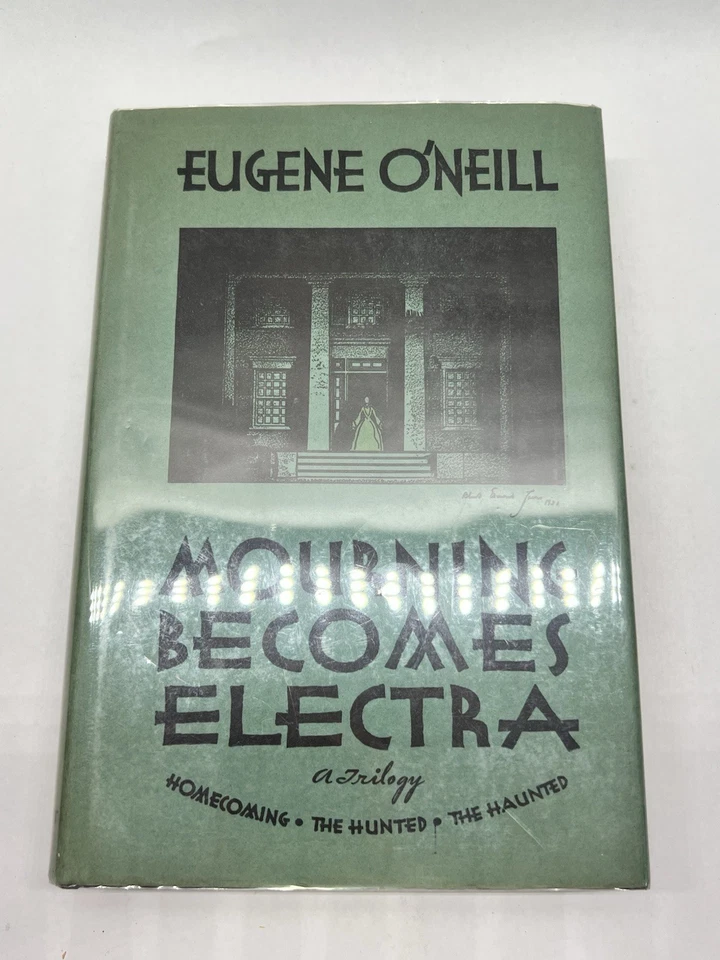 EUGENE O'NEILL
MOURNING
BECOMES
ELECTRA
A Trilogy
HOMECOMING • THE HUNTED • THE HAUNTED